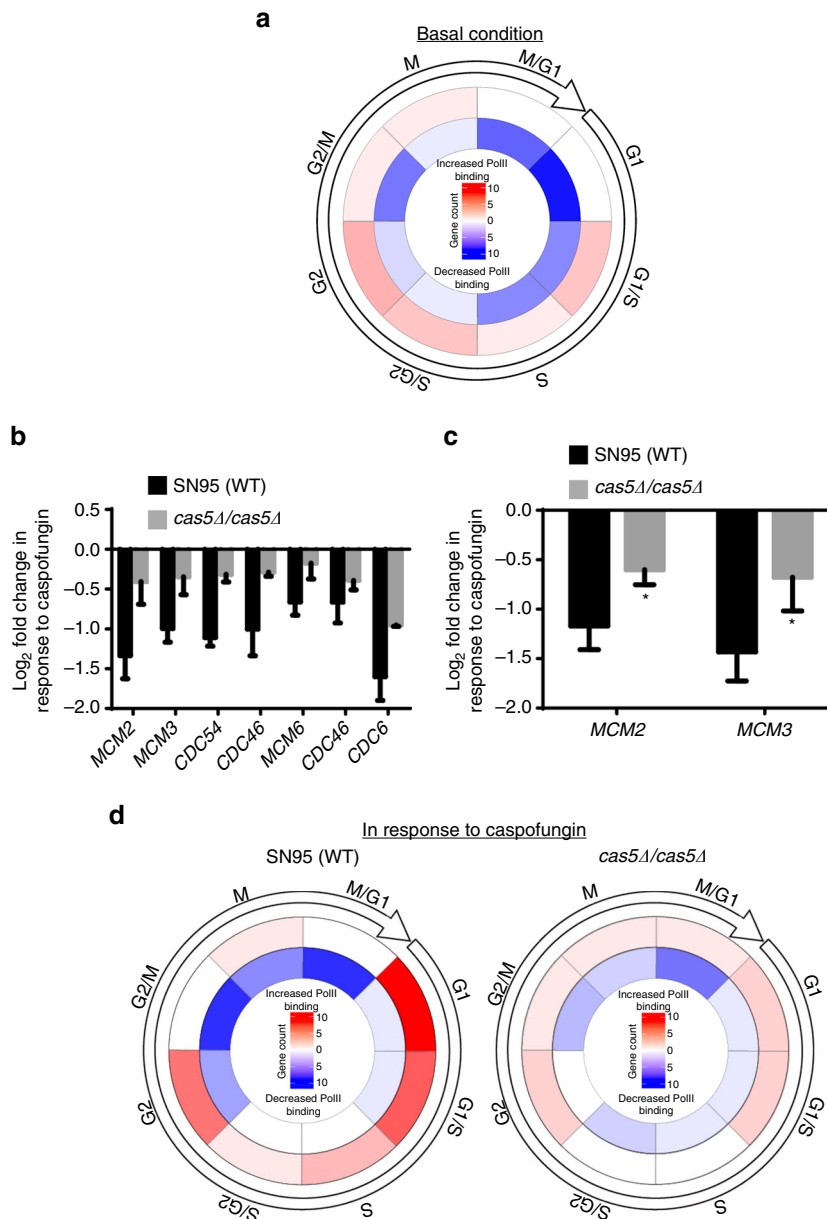 a
Basal condition
M
M/G1
G2/M
G1
G2
G1/S
S/G2
S
Increased PolII
binding
Gene count
10
5
0
5
10
Decreased PolII
binding
b
SN95 (WT)
cas5Δ/cas5Δ
Log2 fold change in
response to caspofungin
0.5
0.0
–0.5
–1.0
–1.5
–2.0
MCM2
MCM3
CDC54
CDC46
MCM6
CDC46
CDC6
c
SN95 (WT)
cas5Δ/cas5Δ
Log2 fold change in
response to caspofungin
0.0
–0.5
–1.0
–1.5
–2.0
*
*
MCM2
MCM3
d
In response to caspofungin
SN95 (WT)
M
M/G1
G2/M
G1
G2
G1/S
S/G2
S
Increased PolII
binding
Gene count
10
5
0
5
10
Decreased PolII
binding
cas5Δ/cas5Δ
M
M/G1
G2/M
G1
G2
G1/S
S/G2
S
Increased PolII
binding
Gene count
10
5
0
5
10
Decreased PolII
binding